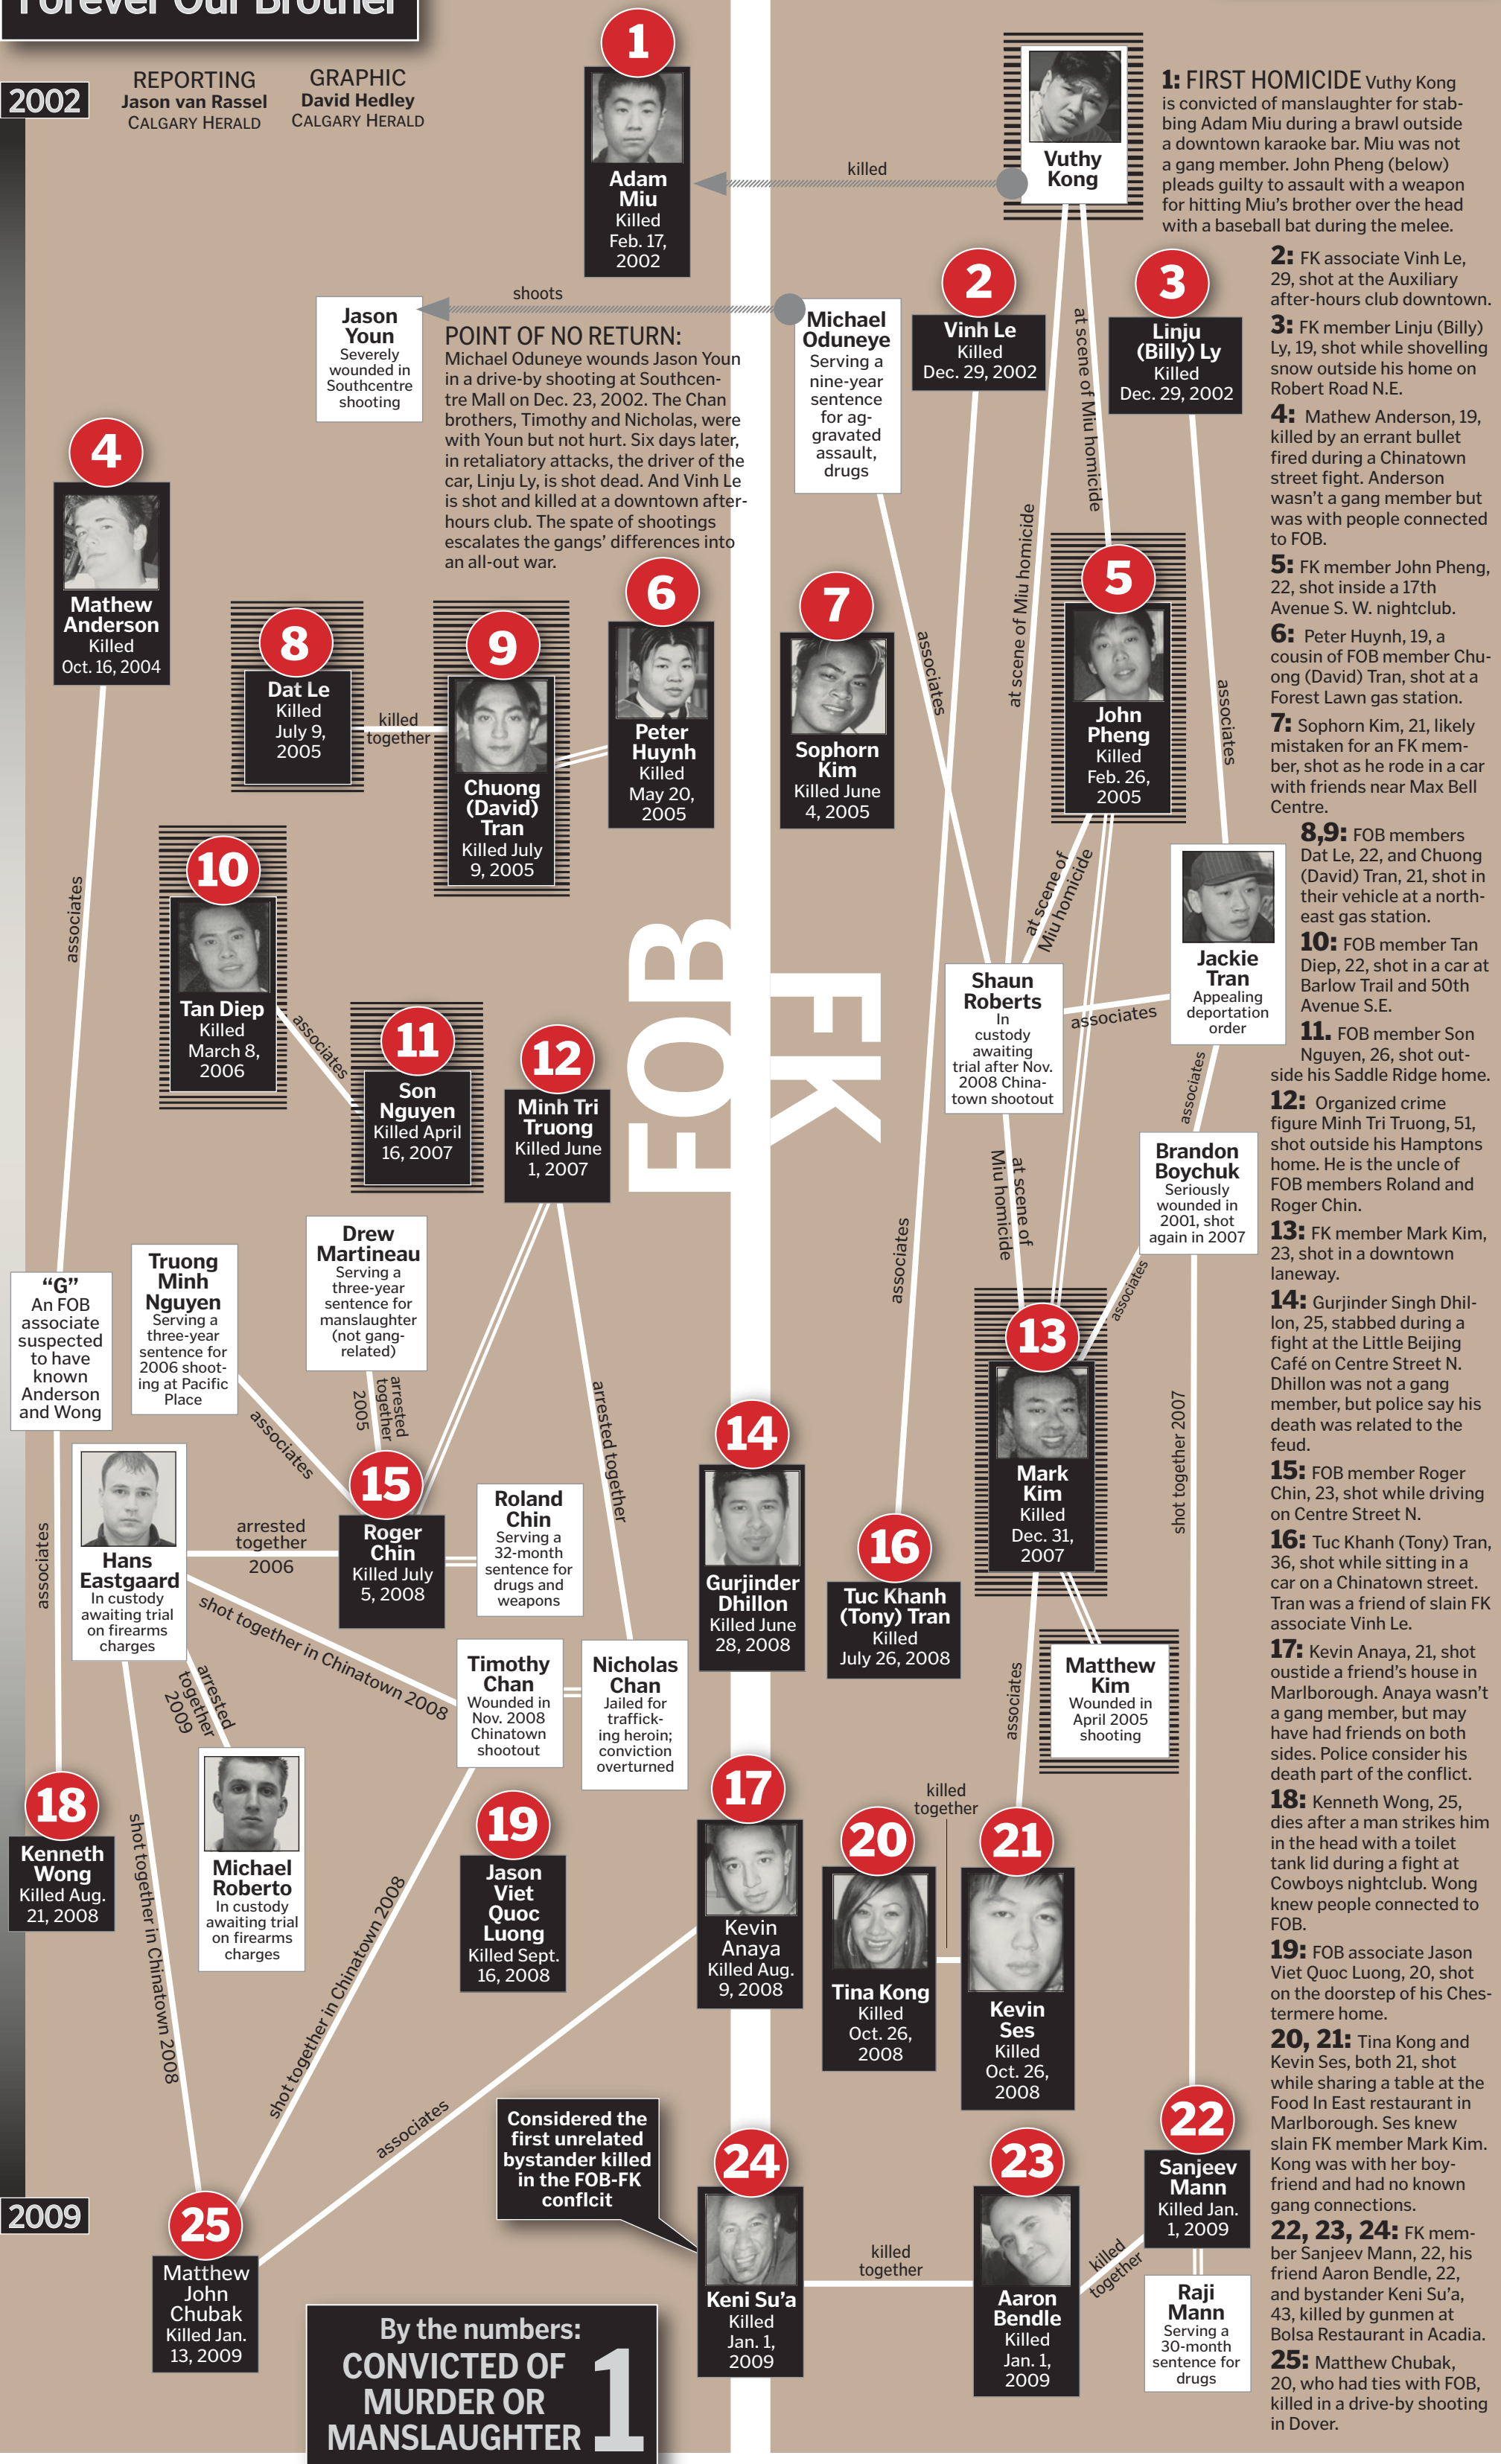 Forever Our Brother
2002
REPORTING
Jason van Rassel
CALGARY HERALD
GRAPHIC
David Hedley
CALGARY HERALD
1
Adam
Miu
Killed
Feb. 17,
2002
killed
Vuthy
Kong
1: FIRST HOMICIDE Vuthy Kong
is convicted of manslaughter for stab-
bing Adam Miu during a brawl outside
a downtown karaoke bar. Miu was not
a gang member. John Pheng (below)
pleads guilty to assault with a weapon
for hitting Miu's brother over the head
with a baseball bat during the melee.
Jason
Youn
Severely
wounded in
Southcentre
shooting
shoots
Michael
Oduneye
Serving a
nine-year
sentence
for ag-
gravated
assault,
drugs
POINT OF NO RETURN:
Michael Oduneye wounds Jason Youn
in a drive-by shooting at Southcen-
tre Mall on Dec. 23, 2002. The Chan
brothers, Timothy and Nicholas, were
with Youn but not hurt. Six days later,
in retaliatory attacks, the driver of the
car, Linju Ly, is shot dead. And Vinh Le
is shot and killed at a downtown after-
hours club. The spate of shootings
escalates the gangs' differences into
an all-out war.
2
Vinh Le
Killed
Dec. 29, 2002
3
Linju
(Billy) Ly
Killed
Dec. 29, 2002
at scene of Miu homicide
at scene of Miu homicide
associates
associates
4
Mathew
Anderson
Killed
Oct. 16, 2004
5
John
Pheng
Killed
Feb. 26,
2005
6
Peter
Huynh
Killed
May 20,
2005
7
Sophorn
Kim
Killed June
4, 2005
8
Dat Le
Killed
July 9,
2005
killed
together
9
Chuong
(David)
Tran
Killed July
9, 2005
10
Tan Diep
Killed
March 8,
2006
associates
11
Son
Nguyen
Killed April
16, 2007
12
Minh Tri
Truong
Killed June
1, 2007
FOB
FK
associates
at scene of
Miu homicide
Shaun
Roberts
In
custody
awaiting
trial after Nov.
2008 China-
town shootout
associates
Jackie
Tran
Appealing
deportation
order
associates
Brandon
Boychuk
Seriously
wounded in
2001, shot
again in 2007
at scene of
Miu homicide
associates
associates
"G"
An FOB
associate
suspected
to have
known
Anderson
and Wong
Truong
Minh
Nguyen
Serving a
three-year
sentence for
2006 shoot-
ing at Pacific
Place
Drew
Martineau
Serving a
three-year
sentence for
manslaughter
(not gang-
related)
associates
arrested
together
2005
arrested together
13
Mark
Kim
Killed
Dec. 31,
2007
shot together 2007
14
Gurjinder
Dhillon
Killed June
28, 2008
Hans
Eastgaard
In custody
awaiting trial
on firearms
charges
associates
arrested
together
2006
15
Roger
Chin
Killed July
5, 2008
Roland
Chin
Serving a
32-month
sentence for
drugs and
weapons
16
Tuc Khanh
(Tony) Tran
Killed
July 26, 2008
shot together in Chinatown 2008
Timothy
Chan
Wounded in
Nov. 2008
Chinatown
shootout
Nicholas
Chan
Jailed for
traffick-
ing heroin;
conviction
overturned
associates
Matthew
Kim
Wounded in
April 2005
shooting
arrested
together
2009
Michael
Roberto
In custody
awaiting trial
on firearms
charges
17
Kevin
Anaya
Killed Aug.
9, 2008
18
Kenneth
Wong
Killed Aug.
21, 2008
shot together in Chinatown 2008
19
Jason
Viet
Quoc
Luong
Killed Sept.
16, 2008
shot together in Chinatown 2008
killed
together
20
Tina Kong
Killed
Oct. 26,
2008
21
Kevin
Ses
Killed
Oct. 26,
2008
associates
Considered the
first unrelated
bystander killed
in the FOB-FK
conflcit
22
Sanjeev
Mann
Killed Jan.
1, 2009
23
Aaron
Bendle
Killed
Jan. 1,
2009
killed
together
killed
together
24
Keni Su'a
Killed
Jan. 1,
2009
Raji
Mann
Serving a
30-month
sentence for
drugs
2009
25
Matthew
John
Chubak
Killed Jan.
13, 2009
By the numbers:
CONVICTED OF
MURDER OR
MANSLAUGHTER
1
2: FK associate Vinh Le,
29, shot at the Auxiliary
after-hours club downtown.
3: FK member Linju (Billy)
Ly, 19, shot while shovelling
snow outside his home on
Robert Road N.E.
4: Mathew Anderson, 19,
killed by an errant bullet
fired during a Chinatown
street fight. Anderson
wasn't a gang member but
was with people connected
to FOB.
5: FK member John Pheng,
22, shot inside a 17th
Avenue S. W. nightclub.
6: Peter Huynh, 19, a
cousin of FOB member Chu-
ong (David) Tran, shot at a
Forest Lawn gas station.
7: Sophorn Kim, 21, likely
mistaken for an FK mem-
ber, shot as he rode in a car
with friends near Max Bell
Centre.
8,9: FOB members
Dat Le, 22, and Chuong
(David) Tran, 21, shot in
their vehicle at a north-
east gas station.
10: FOB member Tan
Diep, 22, shot in a car at
Barlow Trail and 50th
Avenue S.E.
11. FOB member Son
Nguyen, 26, shot out-
side his Saddle Ridge home.
12: Organized crime
figure Minh Tri Truong, 51,
shot outside his Hamptons
home. He is the uncle of
FOB members Roland and
Roger Chin.
13: FK member Mark Kim,
23, shot in a downtown
laneway.
14: Gurjinder Singh Dhil-
lon, 25, stabbed during a
fight at the Little Beijing
Café on Centre Street N.
Dhillon was not a gang
member, but police say his
death was related to the
feud.
15: FOB member Roger
Chin, 23, shot while driving
on Centre Street N.
16: Tuc Khanh (Tony) Tran,
36, shot while sitting in a
car on a Chinatown street.
Tran was a friend of slain FK
associate Vinh Le.
17: Kevin Anaya, 21, shot
oustide a friend's house in
Marlborough. Anaya wasn't
a gang member, but may
have had friends on both
sides. Police consider his
death part of the conflict.
18: Kenneth Wong, 25,
dies after a man strikes him
in the head with a toilet
tank lid during a fight at
Cowboys nightclub. Wong
knew people connected to
FOB.
19: FOB associate Jason
Viet Quoc Luong, 20, shot
on the doorstep of his Ches-
termere home.
20, 21: Tina Kong and
Kevin Ses, both 21, shot
while sharing a table at the
Food In East restaurant in
Marlborough. Ses knew
slain FK member Mark Kim.
Kong was with her boy-
friend and had no known
gang connections.
22, 23, 24: FK mem-
ber Sanjeev Mann, 22, his
friend Aaron Bendle, 22,
and bystander Keni Su'a,
43, killed by gunmen at
Bolsa Restaurant in Acadia.
25: Matthew Chubak,
20, who had ties with FOB,
killed in a drive-by shooting
in Dover.